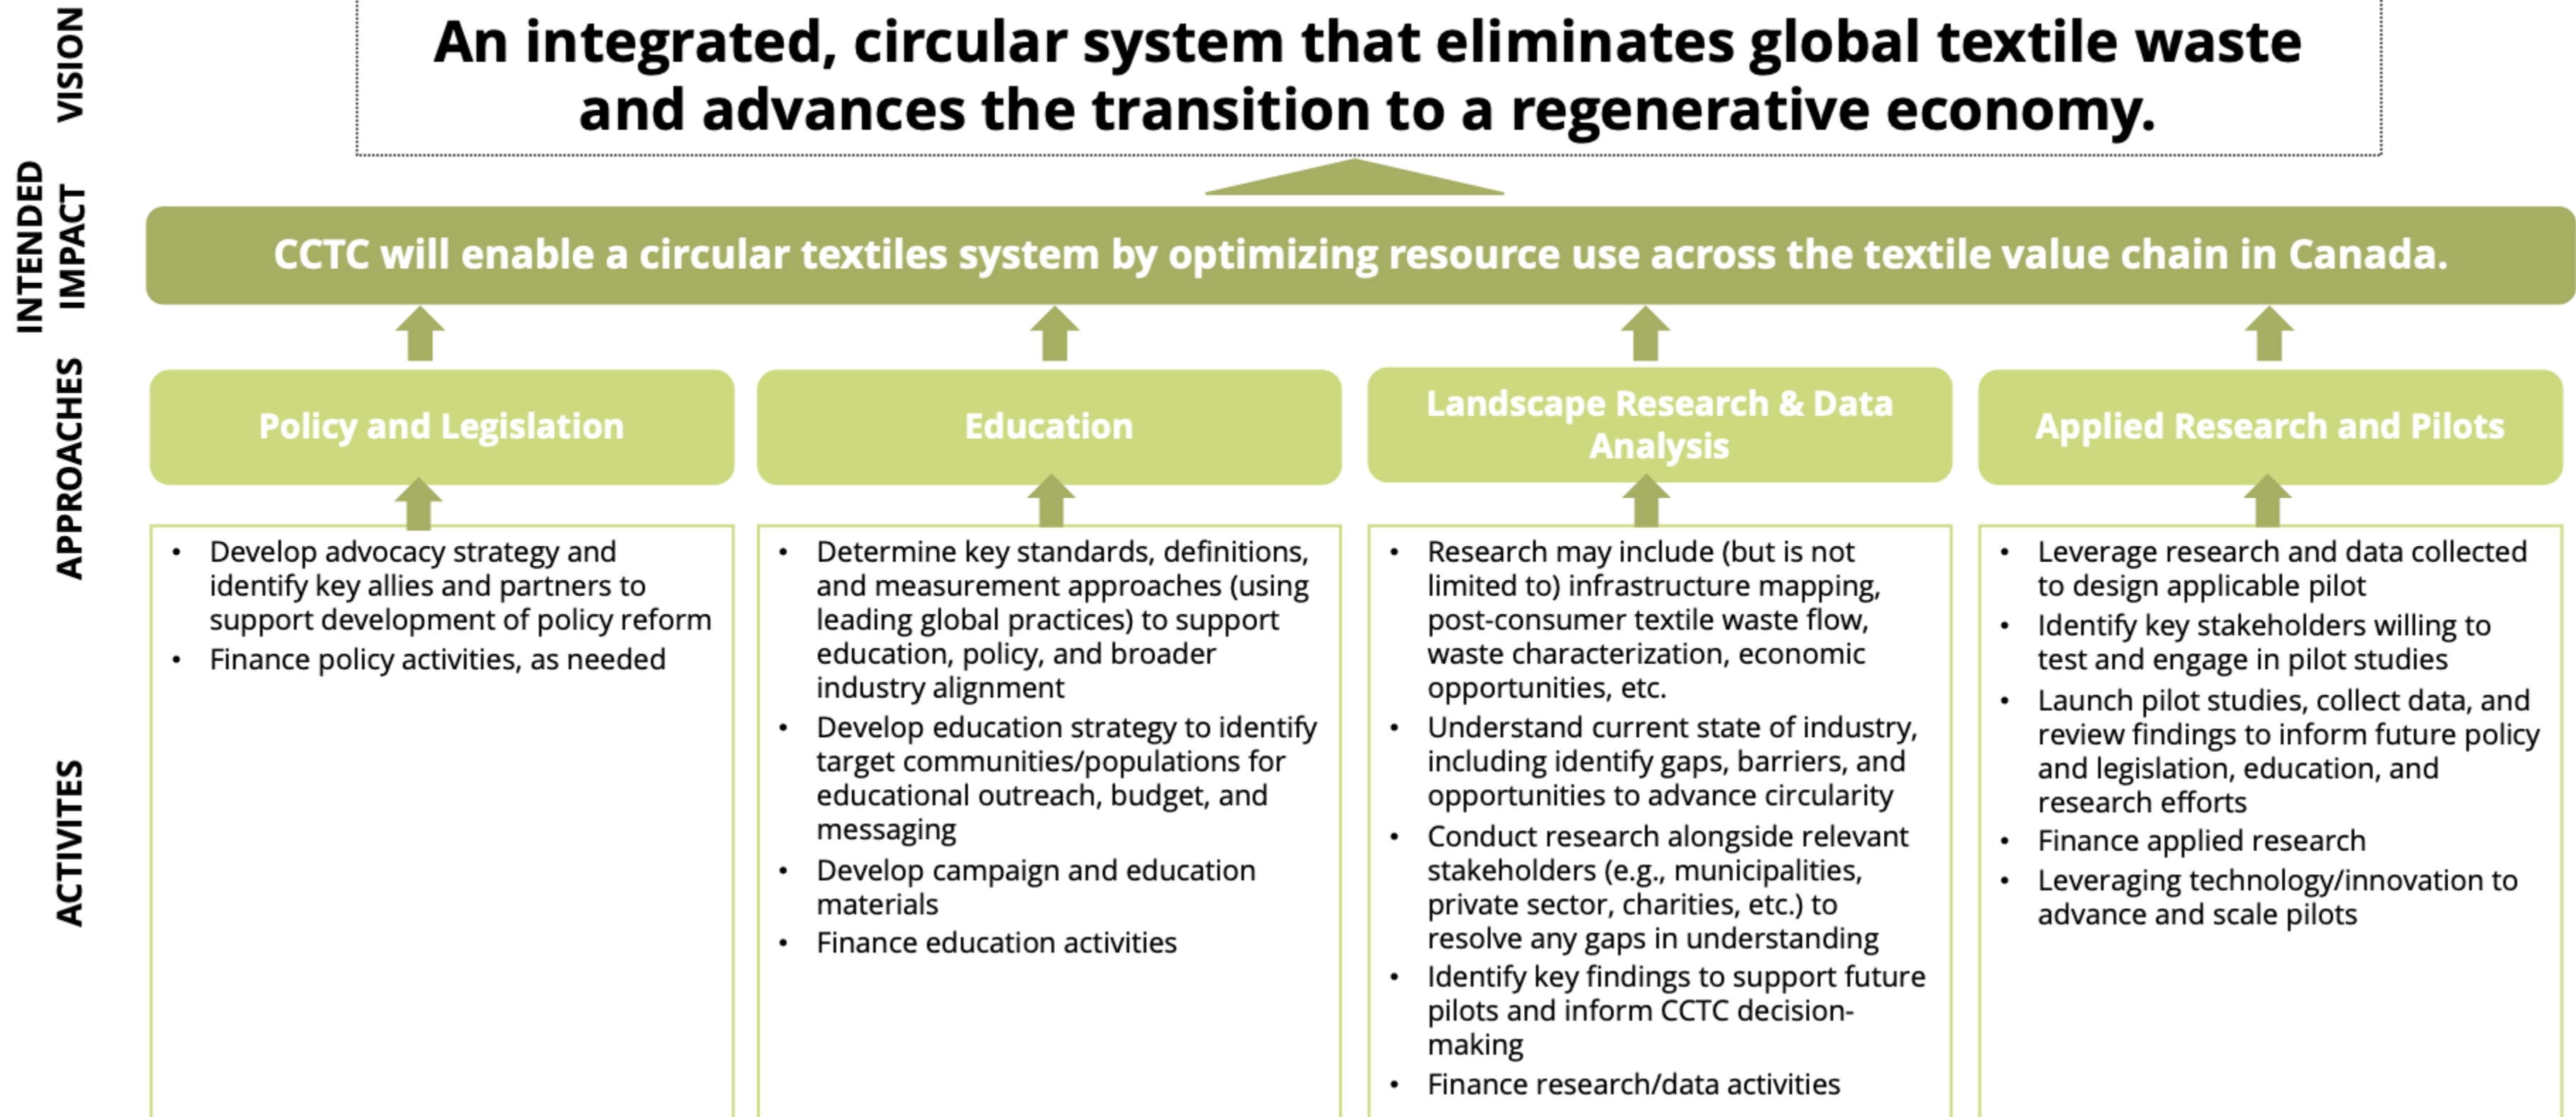 VISION
An integrated, circular system that eliminates global textile waste
and advances the transition to a regenerative economy.
INTENDED
IMPACT
CCTC will enable a circular textiles system by optimizing resource use across the textile value chain in Canada.
APPROACHES
Policy and Legislation
Education
Landscape Research & Data
Analysis
Applied Research and Pilots
ACTIVITES
• Develop advocacy strategy and
identify key allies and partners to
support development of policy reform
• Finance policy activities, as needed
• Determine key standards, definitions,
and measurement approaches (using
leading global practices) to support
education, policy, and broader
industry alignment
• Develop education strategy to identify
target communities/populations for
educational outreach, budget, and
messaging
• Develop campaign and education
materials
• Finance education activities
• Research may include (but is not
limited to) infrastructure mapping,
post-consumer textile waste flow,
waste characterization, economic
opportunities, etc.
• Understand current state of industry,
including identify gaps, barriers, and
opportunities to advance circularity
• Conduct research alongside relevant
stakeholders (e.g., municipalities,
private sector, charities, etc.) to
resolve any gaps in understanding
• Identify key findings to support future
pilots and inform CCTC decision-
making
• Finance research/data activities
• Leverage research and data collected
to design applicable pilot
• Identify key stakeholders willing to
test and engage in pilot studies
• Launch pilot studies, collect data, and
review findings to inform future policy
and legislation, education, and
research efforts
• Finance applied research
• Leveraging technology/innovation to
advance and scale pilots